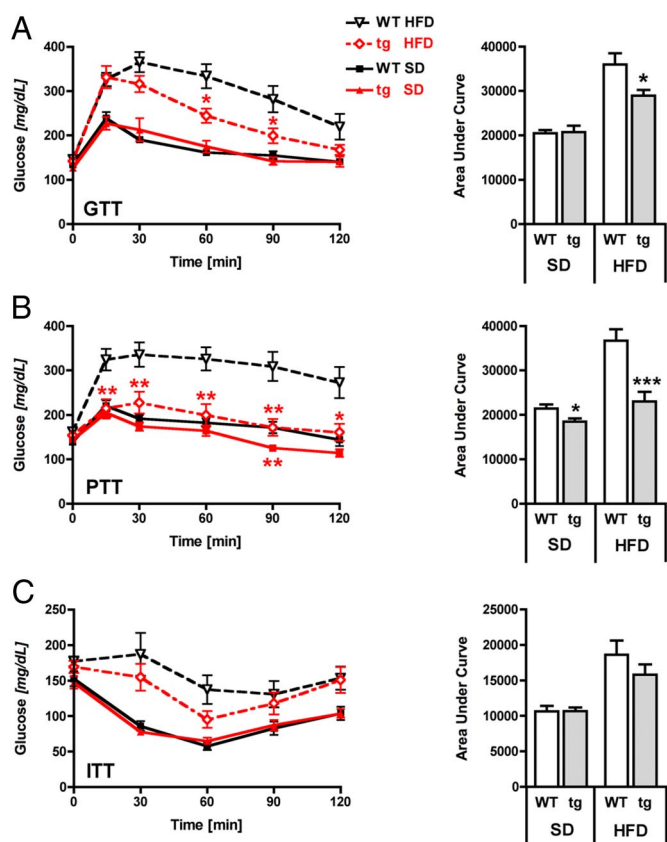 A
WT HFD
tg HFD
WT SD
tg SD
Glucose [mg/dL]
400
300
200
100
0
* *
GTT
0 30 60 90 120
Time [min]
Area Under Curve
40000
30000
20000
10000
0
*
WT tg WT tg
SD HFD
B
Glucose [mg/dL]
400
300
200
100
0
** ** ** ** *
**
PTT
0 30 60 90 120
Time [min]
Area Under Curve
40000
30000
20000
10000
0
* ***
WT tg WT tg
SD HFD
C
Glucose [mg/dL]
250
200
150
100
50
0
ITT
0 30 60 90 120
Time [min]
Area Under Curve
25000
20000
15000
10000
5000
0
WT tg WT tg
SD HFD